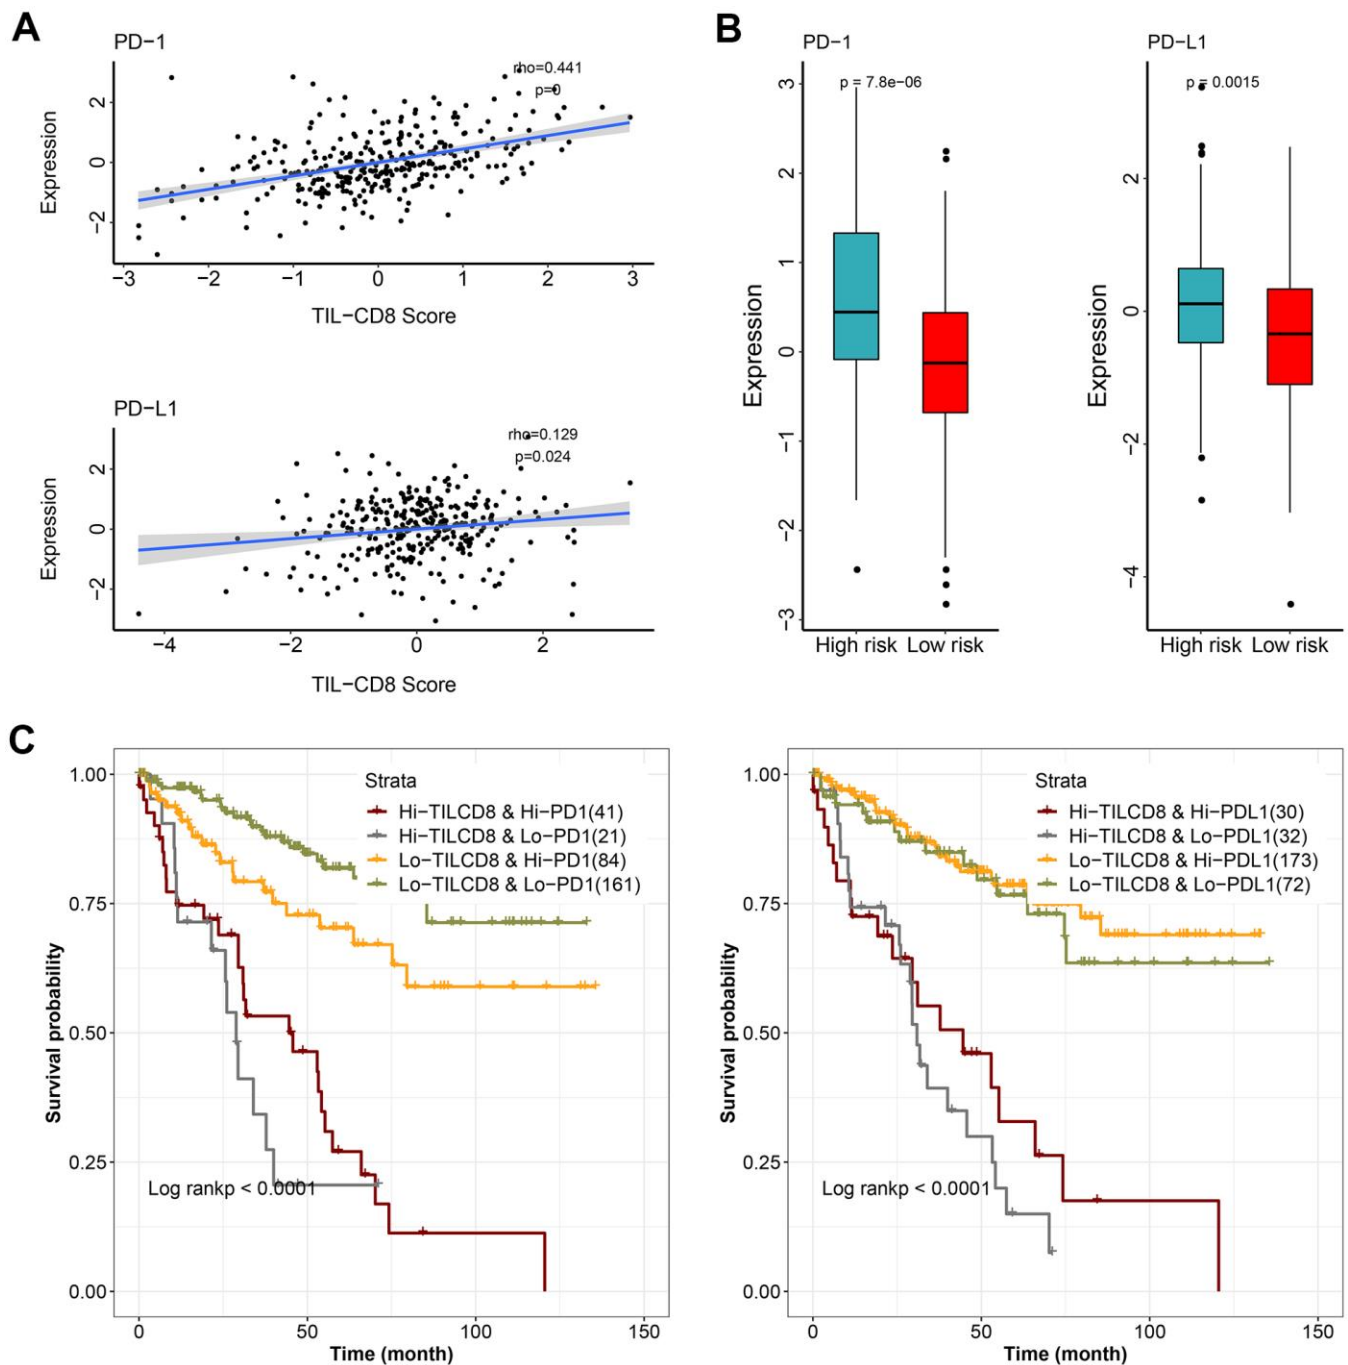 A
PD−1
rho=0.441
p=0
Expression
2
0
−2
−3 −2 −1 0 1 2 3
TIL−CD8 Score
PD−L1
rho=0.129
p=0.024
Expression
2
0
−2
−4 −2 0 2
TIL−CD8 Score
B
PD−1
p = 7.8e−06
Expression
3
2
1
0
−1
−2
−3
High risk Low risk
PD−L1
p = 0.0015
Expression
2
0
−2
−4
High risk Low risk
C
Strata
Hi−TILCD8 & Hi−PD1(41)
Hi−TILCD8 & Lo−PD1(21)
Lo−TILCD8 & Hi−PD1(84)
Lo−TILCD8 & Lo−PD1(161)
Survival probability
1.00
0.75
0.50
0.25
0.00
Log rankp < 0.0001
0 50 100 150
Time (month)
Strata
Hi−TILCD8 & Hi−PDL1(30)
Hi−TILCD8 & Lo−PDL1(32)
Lo−TILCD8 & Hi−PDL1(173)
Lo−TILCD8 & Lo−PDL1(72)
Survival probability
1.00
0.75
0.50
0.25
0.00
Log rankp < 0.0001
0 50 100 150
Time (month)